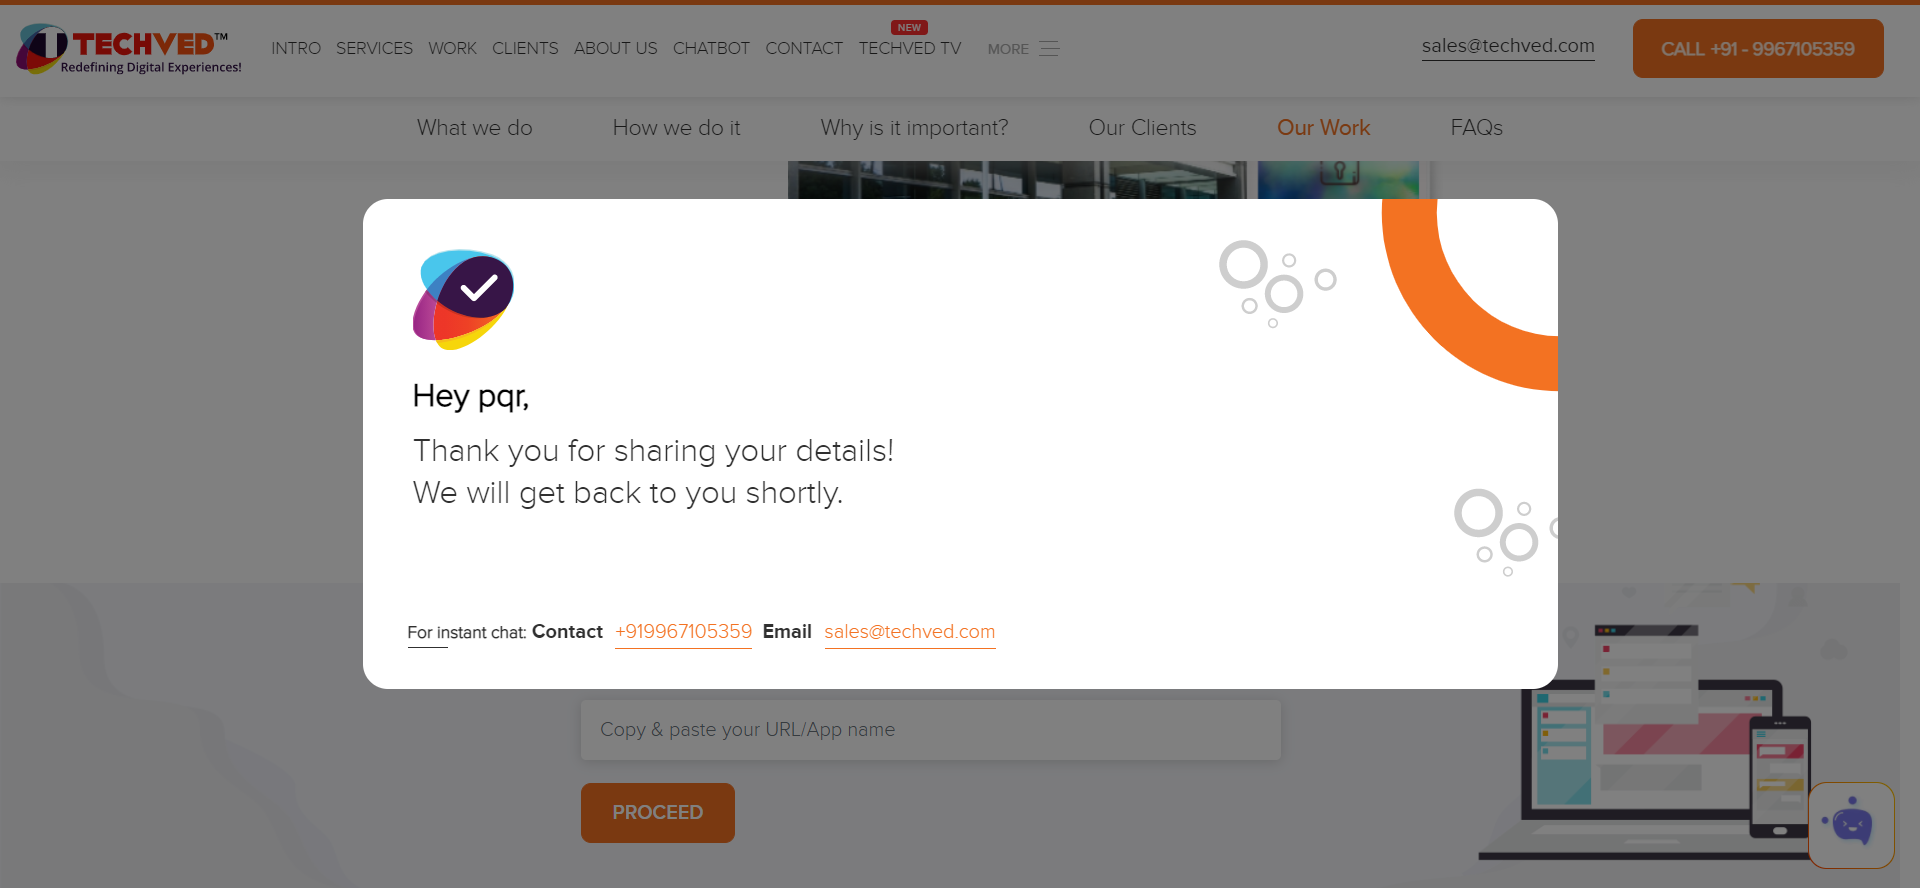 TECHVED™
Redefining Digital Experiences!
INTRO SERVICES WORK CLIENTS ABOUT US CHATBOT CONTACT TECHVED TV NEW MORE
sales@techved.com
CALL +91 - 9967105359
What we do How we do it Why is it important? Our Clients Our Work FAQs
Hey pqr,
Thank you for sharing your details!
We will get back to you shortly.
For instant chat: Contact +919967105359 Email sales@techved.com
Copy & paste your URL/App name
PROCEED